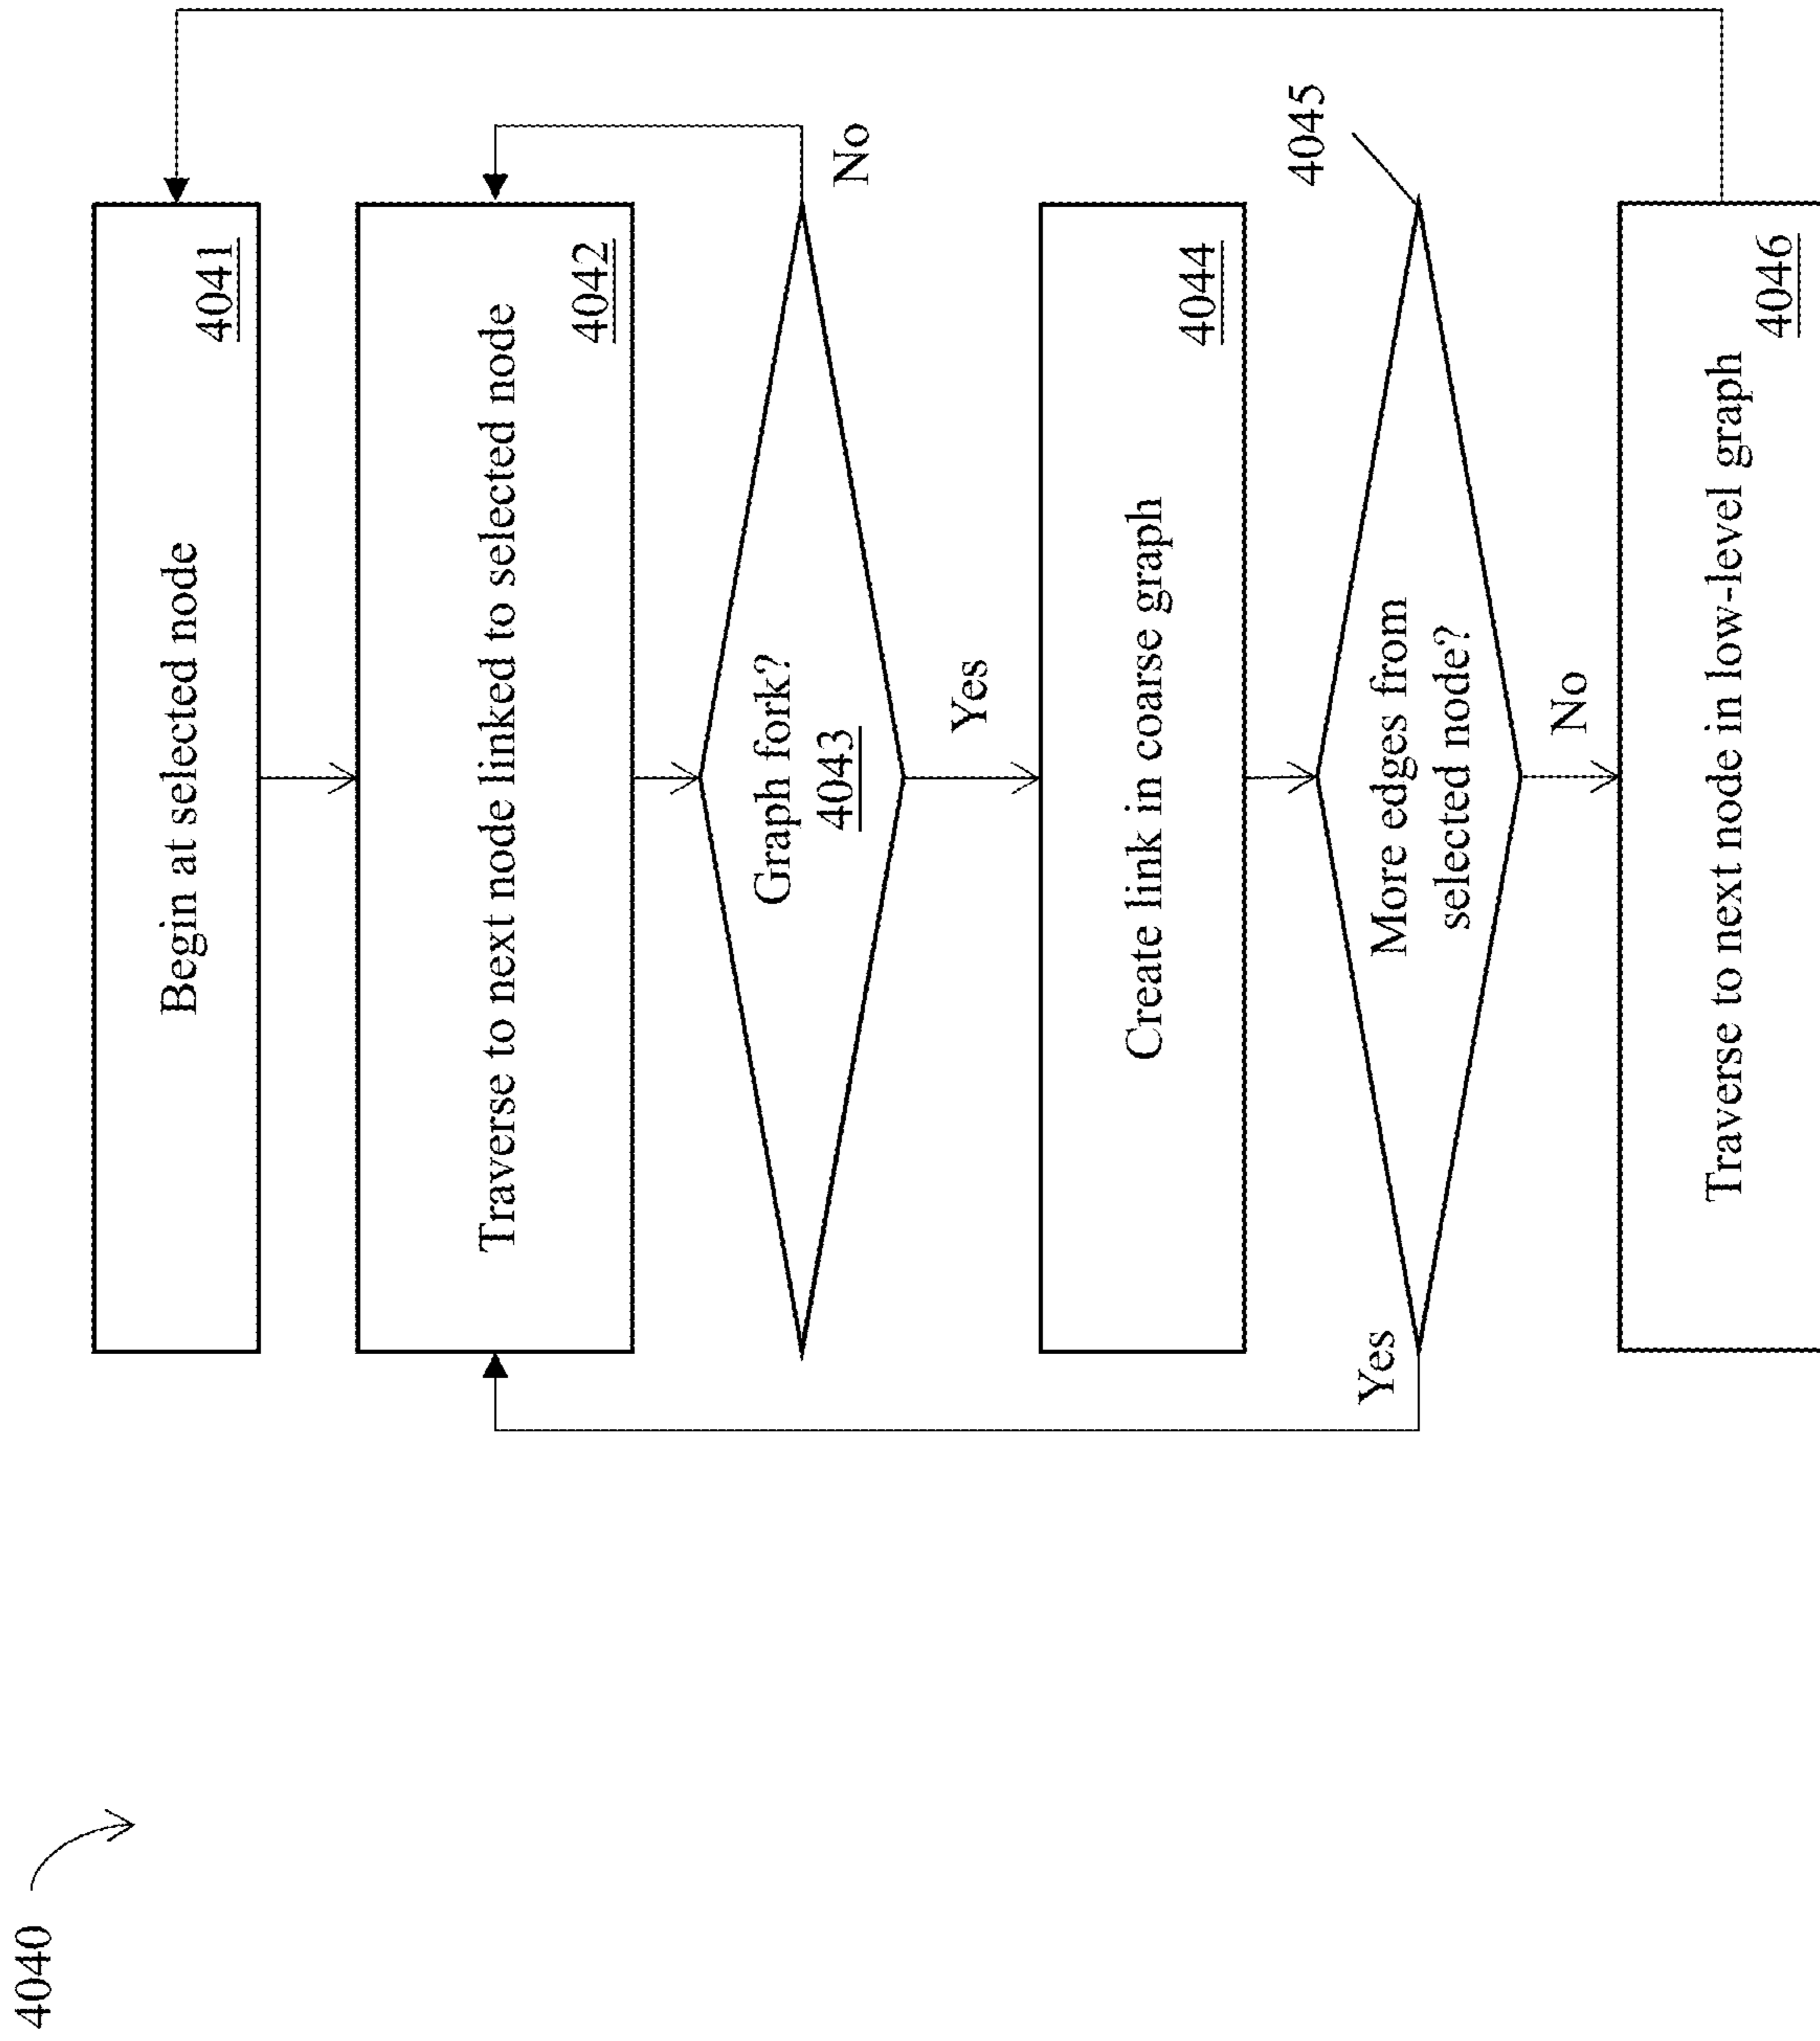 4040
Begin at selected node
4041
Traverse to next node linked to selected node
4042
Graph fork?
4043
No
Yes
Create link in coarse graph
4044
4045
More edges from
selected node?
Yes
No
Traverse to next node in low-level graph
4046